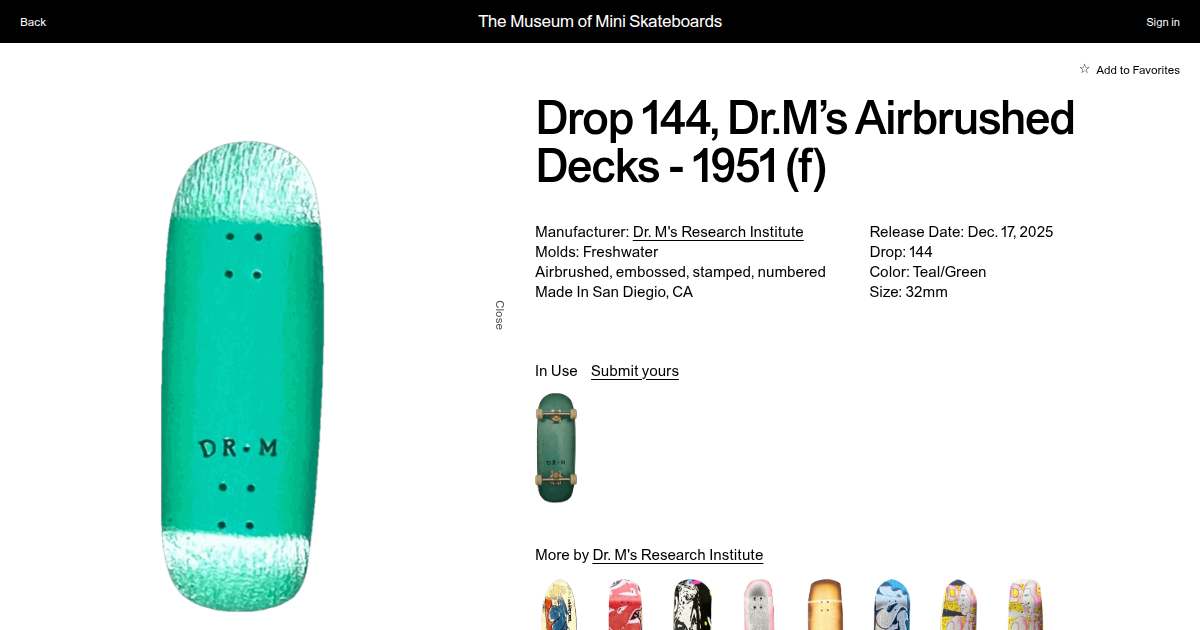 Back
The Museum of Mini Skateboards
Sign in
☆ Add to Favorites
Drop 144, Dr.M’s Airbrushed
Decks - 1951 (f)
Manufacturer: Dr. M's Research Institute
Molds: Freshwater
Airbrushed, embossed, stamped, numbered
Made In San Diegio, CA
Release Date: Dec. 17, 2025
Drop: 144
Color: Teal/Green
Size: 32mm
Close
DR·M
In Use Submit yours
DR·M
More by Dr. M's Research Institute